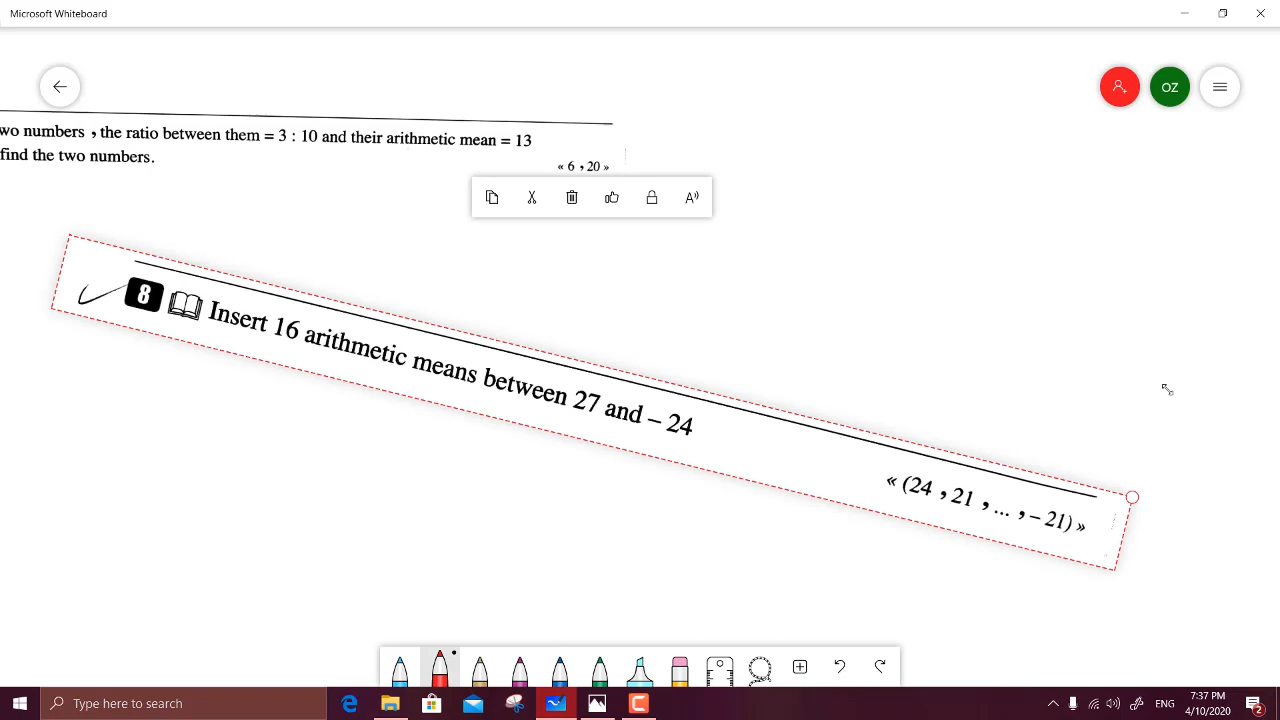 Microsoft Whiteboard
OZ
wo numbers , the ratio between them = 3 : 10 and their arithmetic mean = 13
find the two numbers.
« 6 , 20 »
8 Insert 16 arithmetic means between 27 and – 24
« (24 , 21 , ... , – 21) »
Type here to search
ENG
7:37 PM
4/10/2020
2